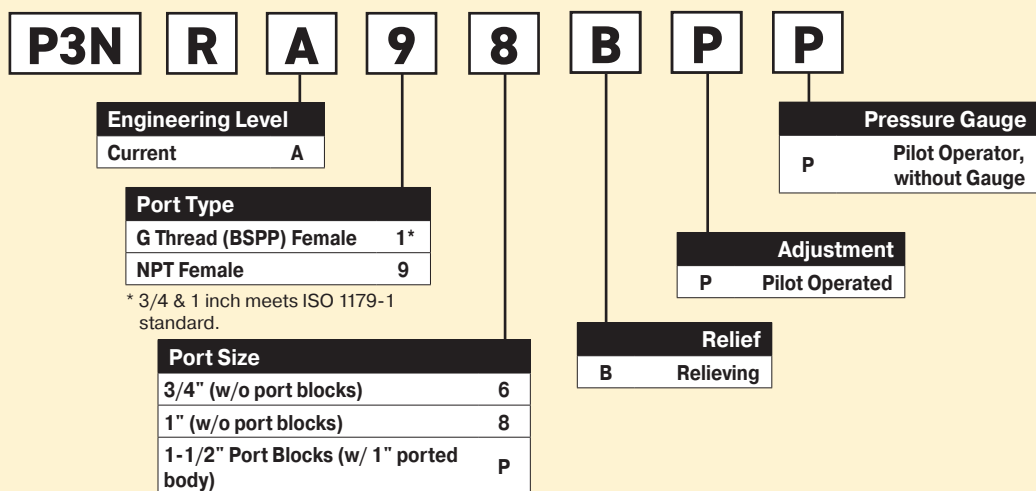 P3N R A 9 8 B P P
Engineering Level
Current A
Port Type
G Thread (BSPP) Female 1*
NPT Female 9
* 3/4 & 1 inch meets ISO 1179-1
standard.
Port Size
3/4" (w/o port blocks) 6
1" (w/o port blocks) 8
1-1/2" Port Blocks (w/ 1" ported
body) P
Relief
B Relieving
Adjustment
P Pilot Operated
Pressure Gauge
P Pilot Operator,
without Gauge